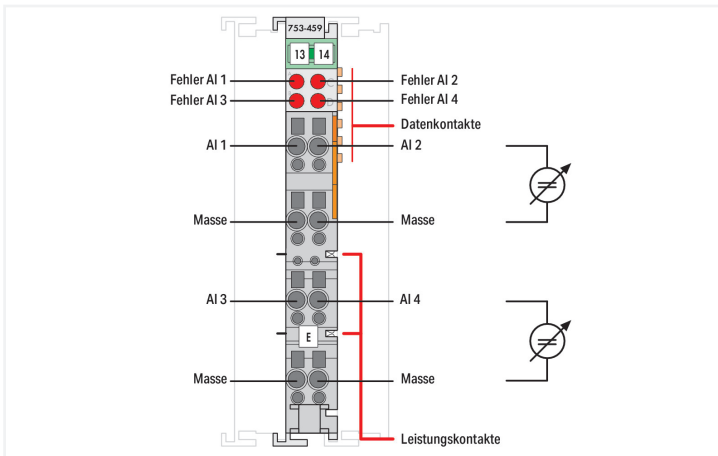 753-459
13 14
Fehler AI 1
Fehler AI 2
Fehler AI 3
Fehler AI 4
Datenkontakte
AI 1
AI 2
Masse
Masse
AI 3
AI 4
E
Masse
Masse
Leistungskontakte